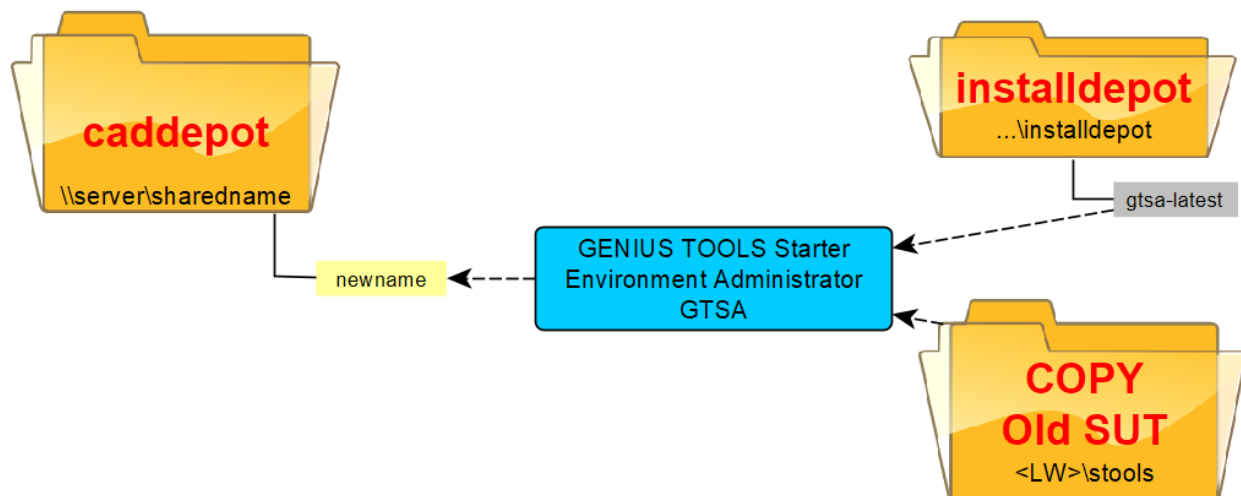 caddepot
\\server\sharedname
installdepot
...\installdepot
gtsa-latest
newname
GENIUS TOOLS Starter
Environment Administrator
GTSA
COPY
Old SUT
<LW>\stools